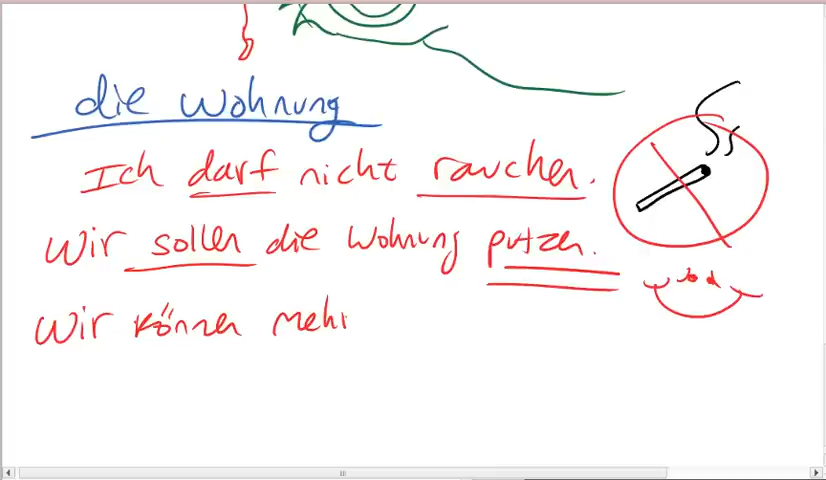 die Wohnung
Ich darf nicht rauchen.
Wir sollen die Wohnung putzen.
Wir können mehr